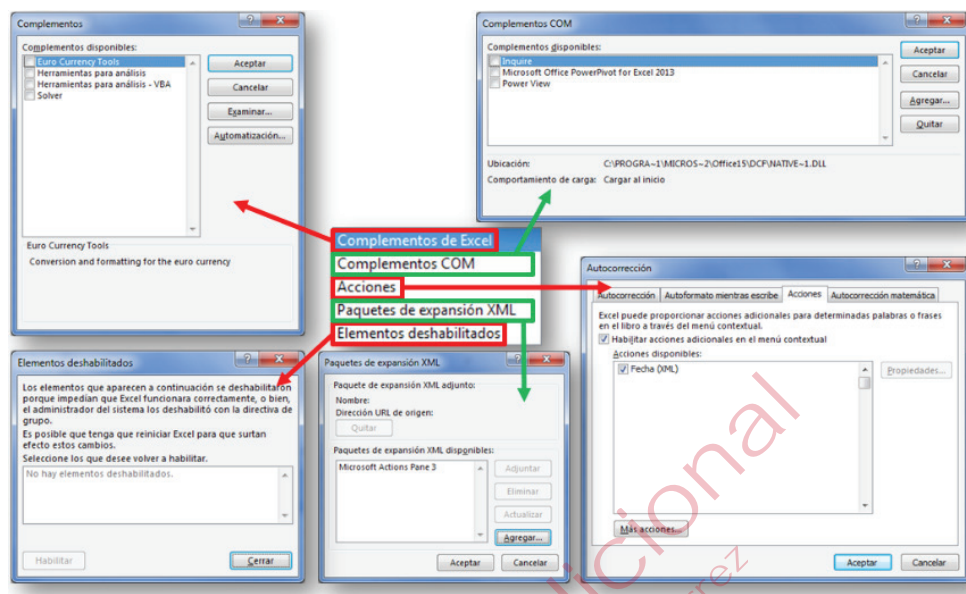 Complementos
Complementos disponibles:
Euro Currency Tools
Herramientas para análisis
Herramientas para análisis - VBA
Solver
Aceptar
Cancelar
Examinar...
Automatización...
Euro Currency Tools
Conversion and formatting for the euro currency
Complementos COM
Complementos disponibles:
Inquire
Microsoft Office PowerPivot for Excel 2013
Power View
Aceptar
Cancelar
Agregar...
Quitar
Ubicación: C:\PROGRA~1\MICROS~2\Office15\DCF\NATIVE~1.DLL
Comportamiento de carga: Cargar al inicio
Complementos de Excel
Complementos COM
Acciones
Paquetes de expansión XML
Elementos deshabilitados
Autocorrección
Autocorrección Autoformato mientras escribe Acciones Autocorrección matemática
Excel puede proporcionar acciones adicionales para determinadas palabras o frases
en el libro a través del menú contextual.
Habilitar acciones adicionales en el menú contextual
Acciones disponibles:
Fecha (XML)
Propiedades...
Más acciones...
Aceptar Cancelar
Elementos deshabilitados
Los elementos que aparecen a continuación se deshabilitaron
porque impedían que Excel funcionara correctamente, o bien,
el administrador del sistema los deshabilitó con la directiva de
grupo.
Es posible que tenga que reiniciar Excel para que surtan
efecto estos cambios.
Seleccione los que desee volver a habilitar.
No hay elementos deshabilitados.
Habilitar Cerrar
Paquetes de expansión XML
Paquete de expansión XML adjunto:
Nombre:
Dirección URL de origen:
Quitar
Paquetes de expansión XML disponibles:
Microsoft Actions Pane 3
Adjuntar
Eliminar
Actualizar
Agregar...
Aceptar Cancelar